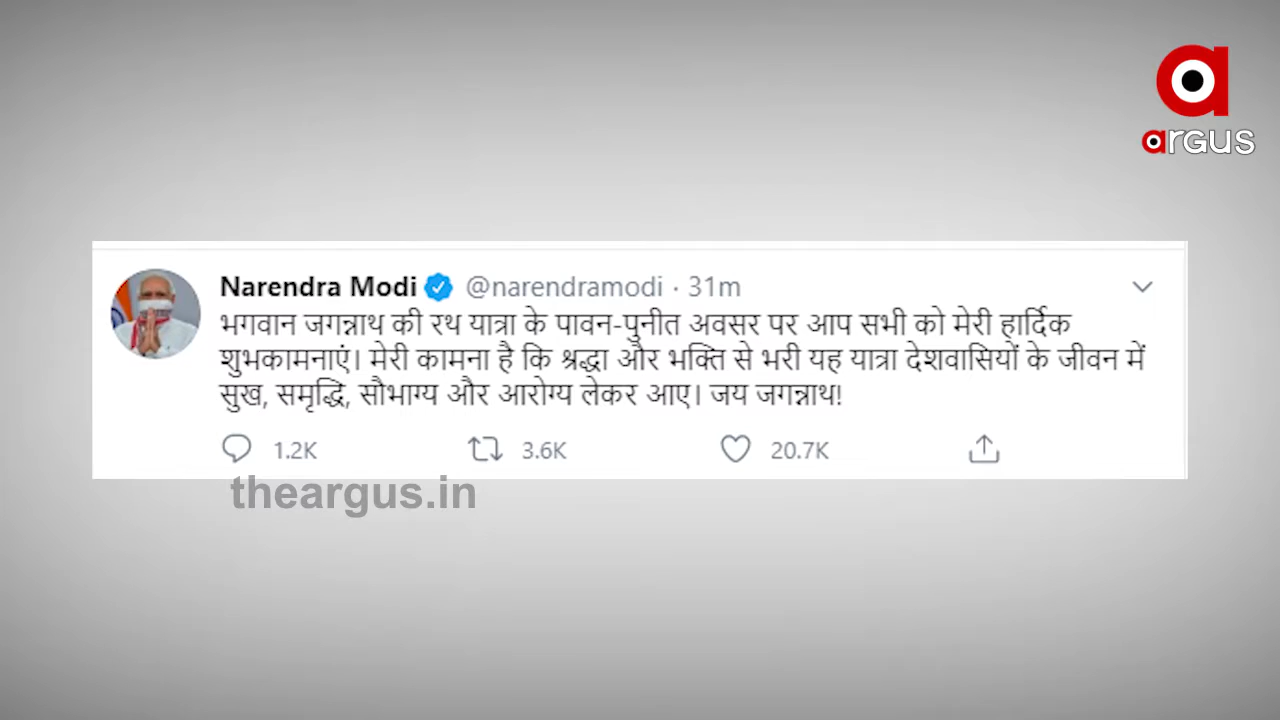 argus
Narendra Modi @narendramodi · 31m
भगवान जगन्नाथ की रथ यात्रा के पावन-पुनीत अवसर पर आप सभी को मेरी हार्दिक
शुभकामनाएं। मेरी कामना है कि श्रद्धा और भक्ति से भरी यह यात्रा देशवासियों के जीवन में
सुख, समृद्धि, सौभाग्य और आरोग्य लेकर आए। जय जगन्नाथ!
1.2K 3.6K 20.7K
theargus.in